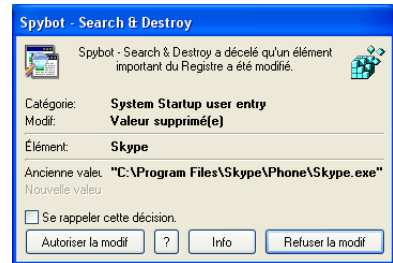 Spybot - Search & Destroy
Spybot - Search & Destroy a décelé qu'un élément
important du Registre a été modifié.
Catégorie: System Startup user entry
Modif: Valeur supprimé(e)
Élément: Skype
Ancienne valeu "C:\Program Files\Skype\Phone\Skype.exe"
Nouvelle valeu
Se rappeler cette décision.
Autoriser la modif ? Info Refuser la modif